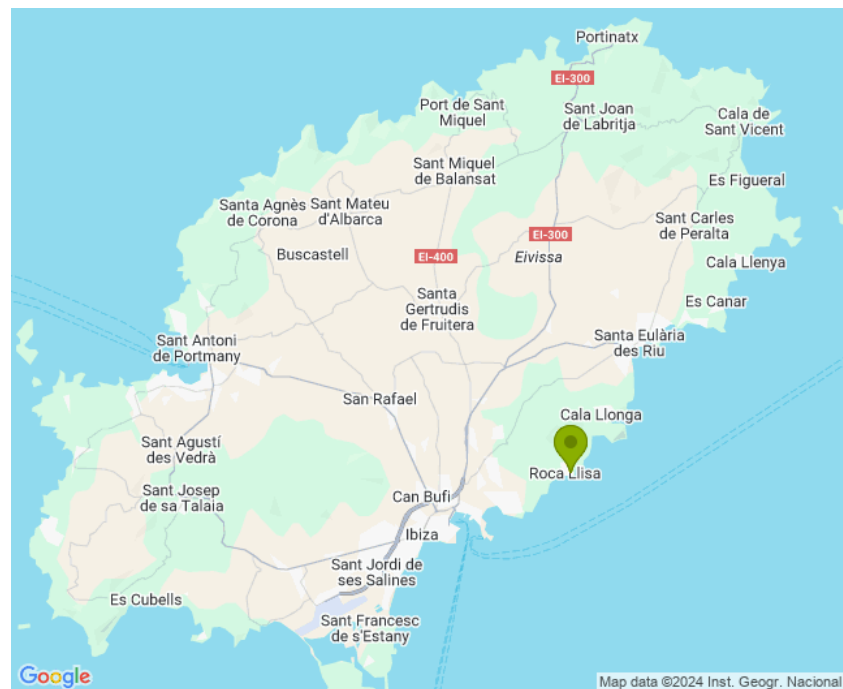 Portinatx
EI-300
Port de Sant
Miquel
Sant Joan
de Labritja
Cala de
Sant Vicent
Sant Miquel
de Balansat
Es Figueral
Santa Agnès
de Corona
Sant Mateu
d'Albarca
Sant Carles
de Peralta
EI-300
Buscastell
EI-400
Eivissa
Cala Llenya
Santa
Gertrudis
de Fruitera
Es Canar
Sant Antoni
de Portmany
Santa Eulària
des Riu
San Rafael
Cala Llonga
Sant Agustí
des Vedrà
Roca Llisa
Sant Josep
de sa Talaia
Can Bufí
Ibiza
Sant Jordi de
ses Salines
Es Cubells
Sant Francesc
de s'Estany
Google
Map data ©2024 Inst. Geogr. Nacional